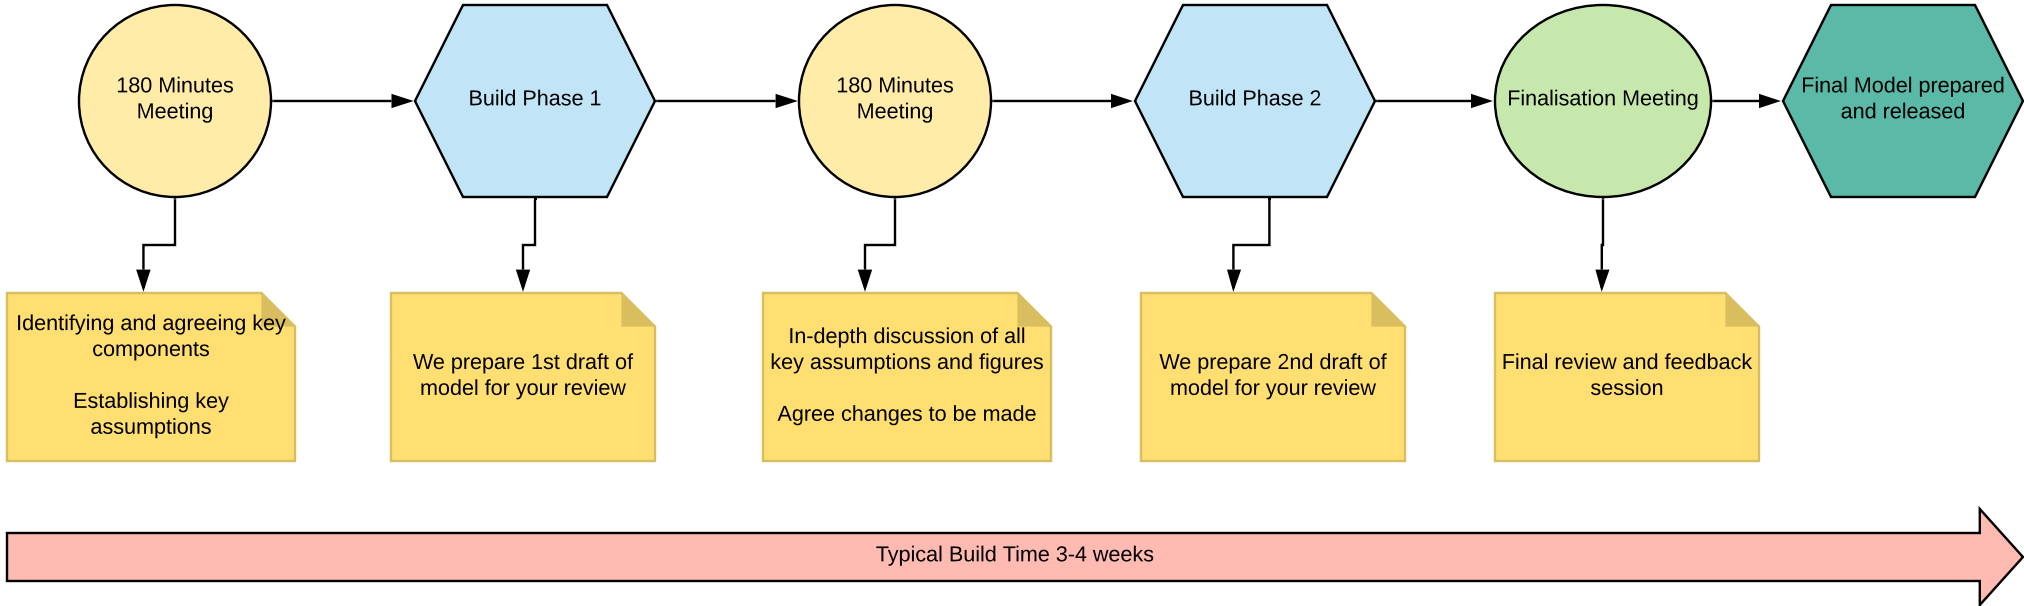 180 Minutes
Meeting
Build Phase 1
180 Minutes
Meeting
Build Phase 2
Finalisation Meeting
Final Model prepared
and released
Identifying and agreeing key
components
Establishing key
assumptions
We prepare 1st draft of
model for your review
In-depth discussion of all
key assumptions and figures
Agree changes to be made
We prepare 2nd draft of
model for your review
Final review and feedback
session
Typical Build Time 3-4 weeks